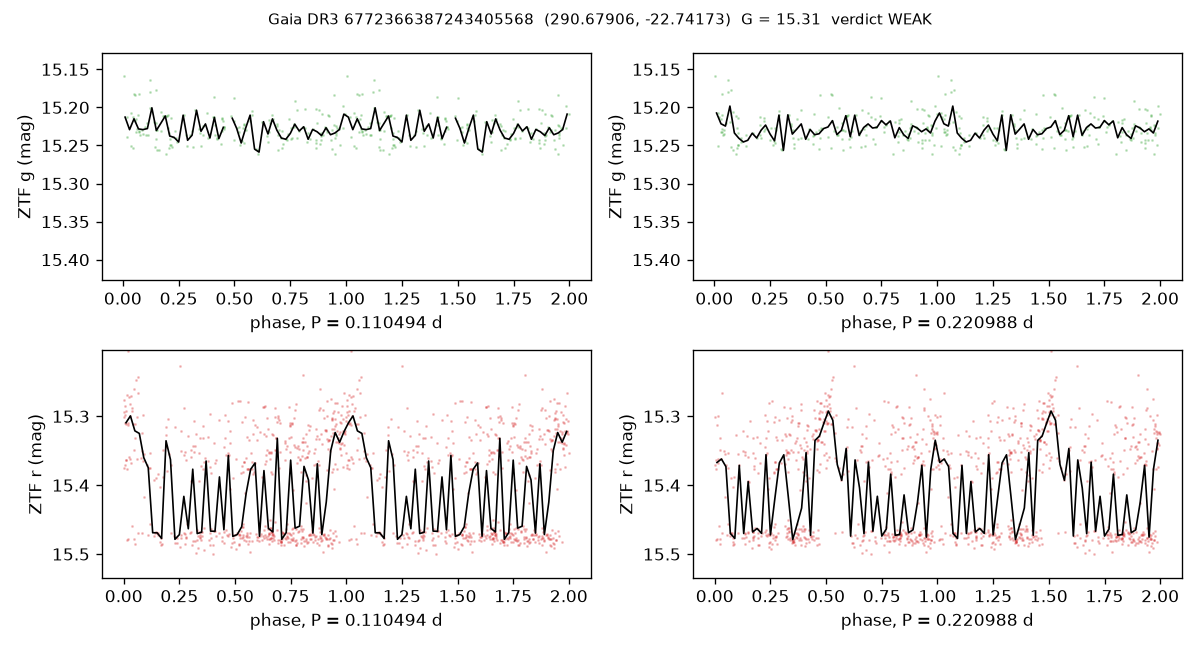 Gaia DR3 6772366387243405568  (290.67906, -22.74173)  G = 15.31  verdict WEAK
ZTF g (mag)
15.15
15.20
15.25
15.30
15.35
15.40
0.00 0.25 0.50 0.75 1.00 1.25 1.50 1.75 2.00
phase, P = 0.110494 d
ZTF g (mag)
15.15
15.20
15.25
15.30
15.35
15.40
0.00 0.25 0.50 0.75 1.00 1.25 1.50 1.75 2.00
phase, P = 0.220988 d
ZTF r (mag)
15.3
15.4
15.5
0.00 0.25 0.50 0.75 1.00 1.25 1.50 1.75 2.00
phase, P = 0.110494 d
ZTF r (mag)
15.3
15.4
15.5
0.00 0.25 0.50 0.75 1.00 1.25 1.50 1.75 2.00
phase, P = 0.220988 d